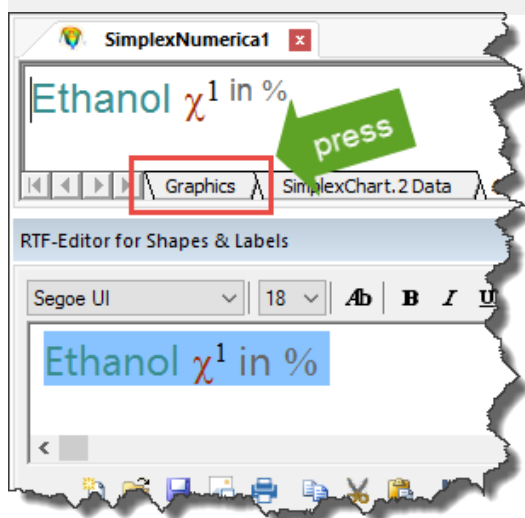 SimplexNumerica1
Ethanol χ1 in %
press
Graphics
SimplexChart.2 Data
RTF-Editor for Shapes & Labels
Segoe UI 18 Ab B I U
Ethanol χ1 in %